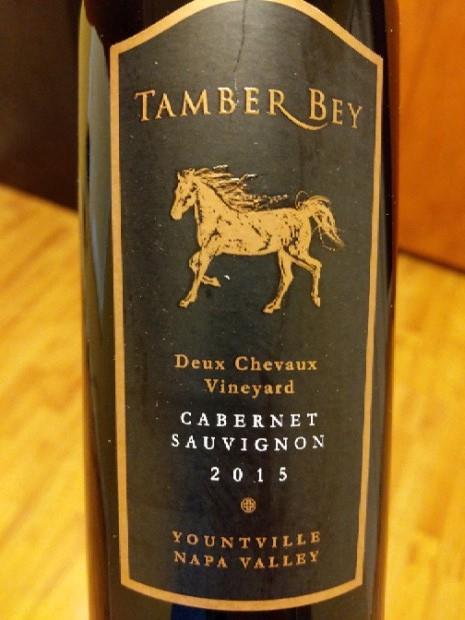 TAMBER BEY
Deux Chevaux
Vineyard
CABERNET
SAUVIGNON
2015
YOUNTVILLE
NAPA VALLEY